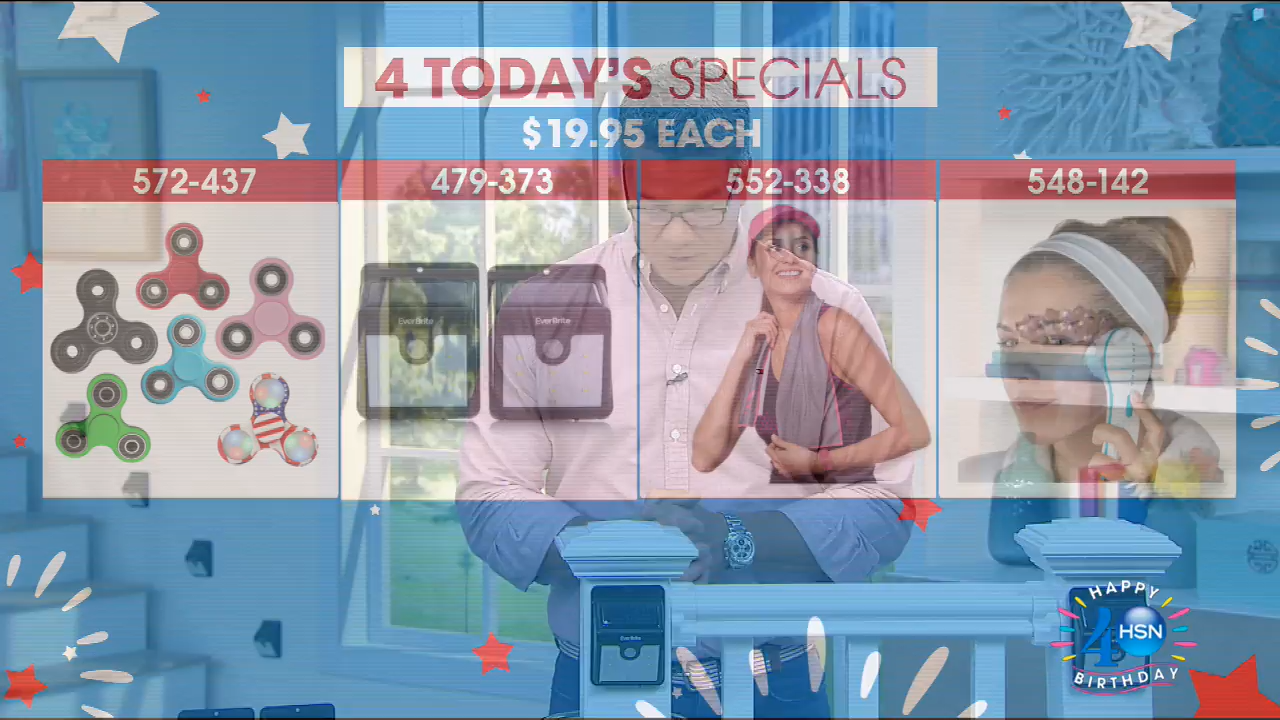 4 TODAY'S SPECIALS
$19.95 EACH
572-437
479-373
552-338
548-142
EverBrite
EverBrite
EverBrite
HAPPY
40
HSN
BIRTHDAY